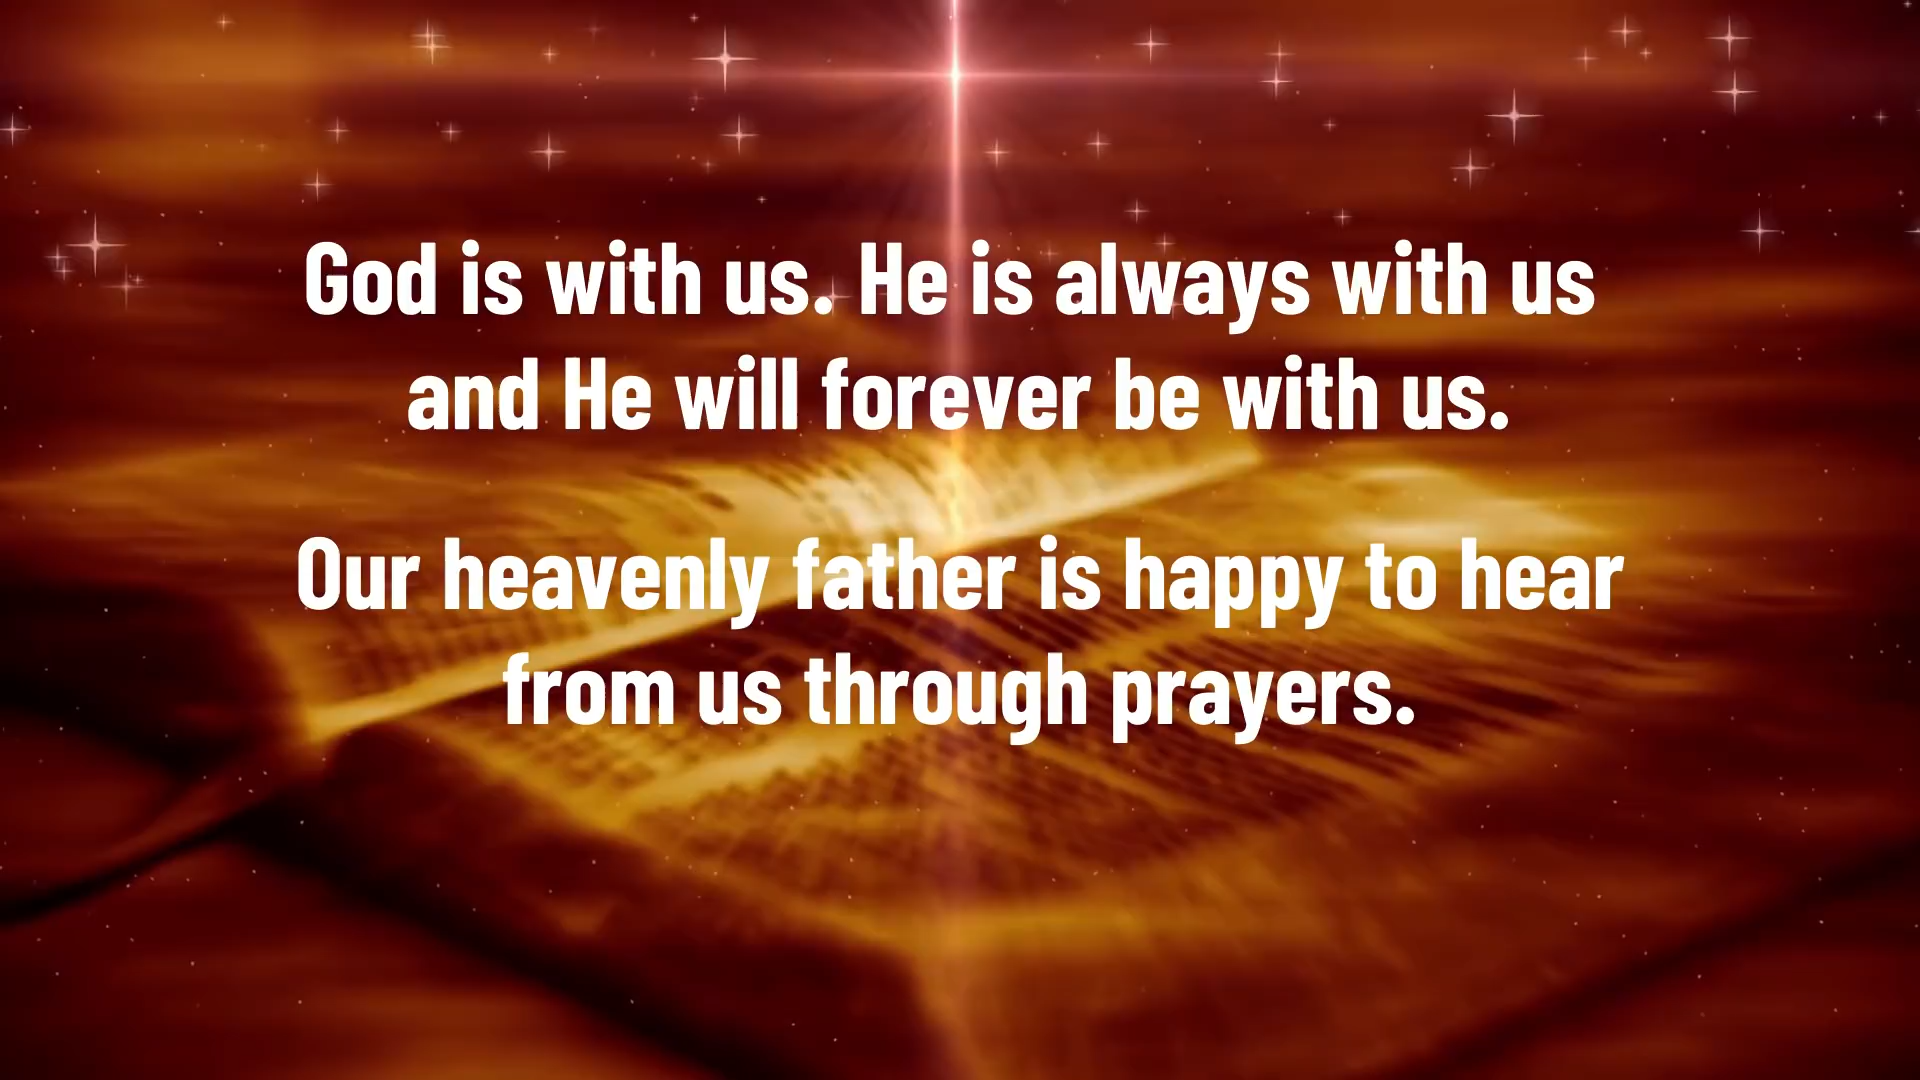 God is with us. He is always with us
and He will forever be with us.
Our heavenly father is happy to hear
from us through prayers.